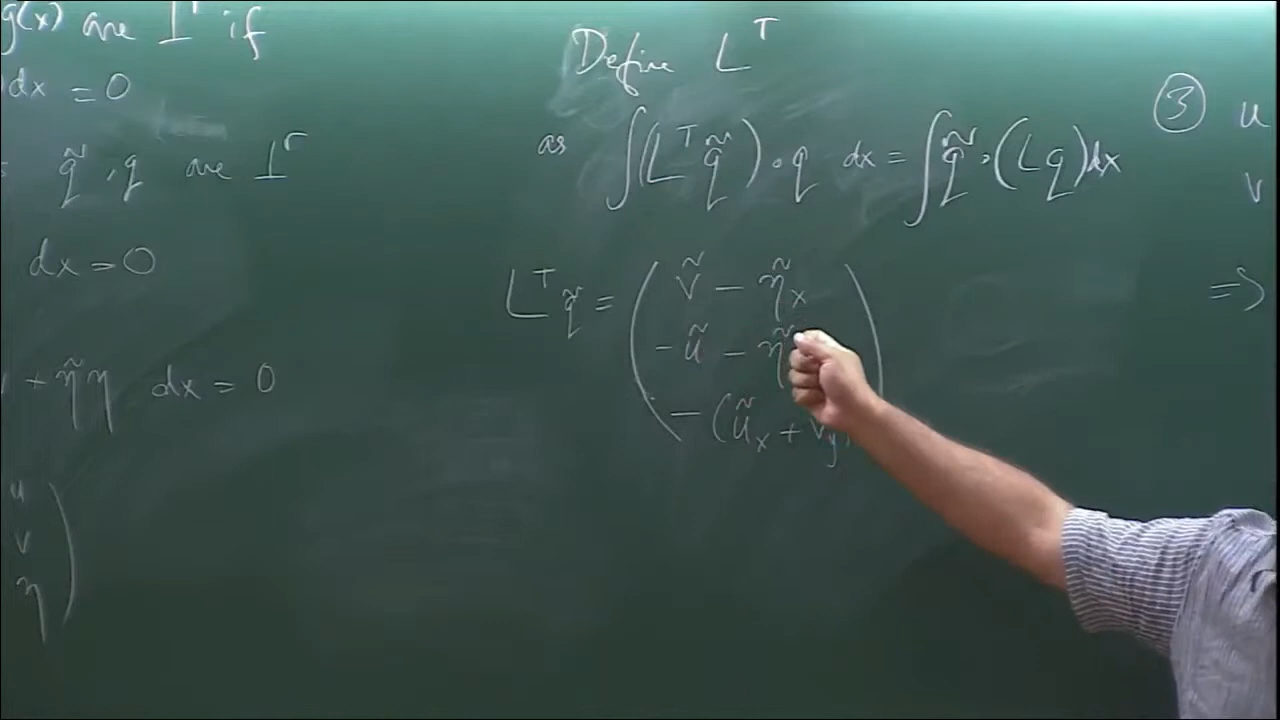 g(x) are ⊥ʳ if
dx = 0
q̃, q are ⊥ʳ
dx = 0
+ η̃η dx = 0
u
v
η
Define Lᵀ
as ∫(Lᵀq̃)·q dx = ∫q̃·(Lq)dx
Lᵀq̃ = ( ṽ − η̃ₓ
−ũ − η̃
−(ũₓ + v_y)
③ u
v
⇒